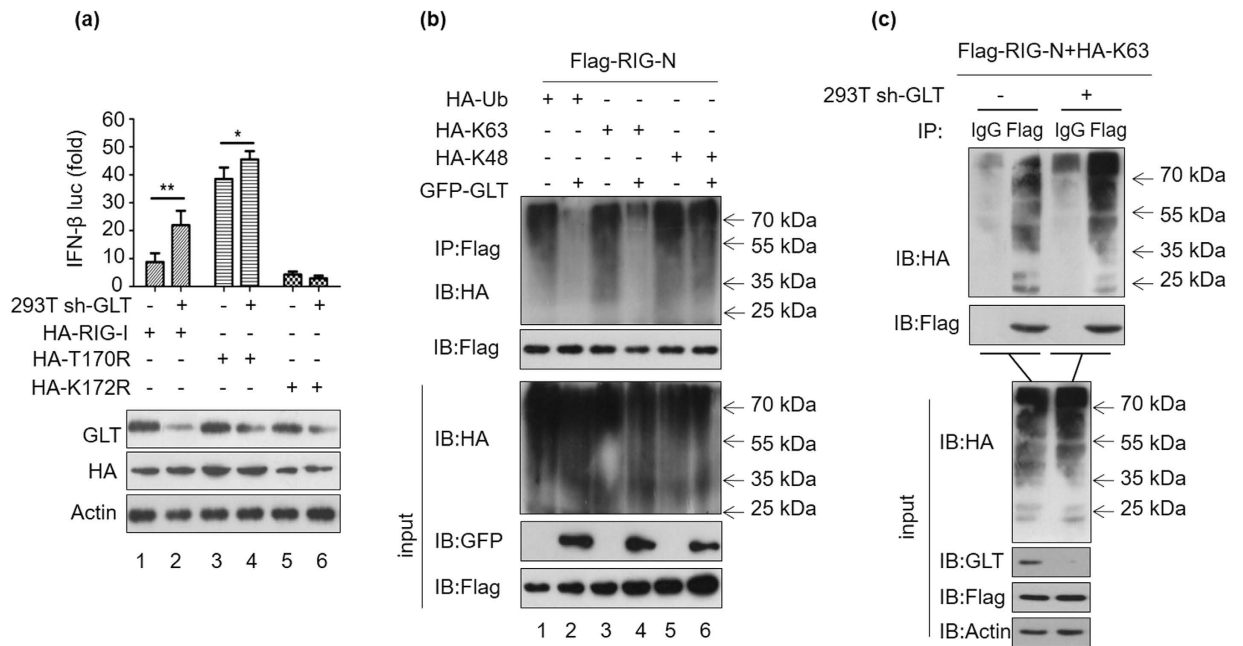 (a)
IFN-β luc (fold)
60
50
40
30
20
10
0
**
*
293T sh-GLT - + - + - +
HA-RIG-I + + - - - -
HA-T170R - - + + - -
HA-K172R - - - - + +
GLT
HA
Actin
1 2 3 4 5 6
(b)
Flag-RIG-N
HA-Ub + + - - - -
HA-K63 - - + + - -
HA-K48 - - - - + +
GFP-GLT - + - + - +
IP:Flag
IB:HA
← 70 kDa
← 55 kDa
← 35 kDa
← 25 kDa
IB:Flag
input
IB:HA
← 70 kDa
← 55 kDa
← 35 kDa
← 25 kDa
IB:GFP
IB:Flag
1 2 3 4 5 6
(c)
Flag-RIG-N+HA-K63
293T sh-GLT - +
IP: IgG Flag IgG Flag
IB:HA
← 70 kDa
← 55 kDa
← 35 kDa
← 25 kDa
IB:Flag
input
IB:HA
← 70 kDa
← 55 kDa
← 35 kDa
← 25 kDa
IB:GLT
IB:Flag
IB:Actin